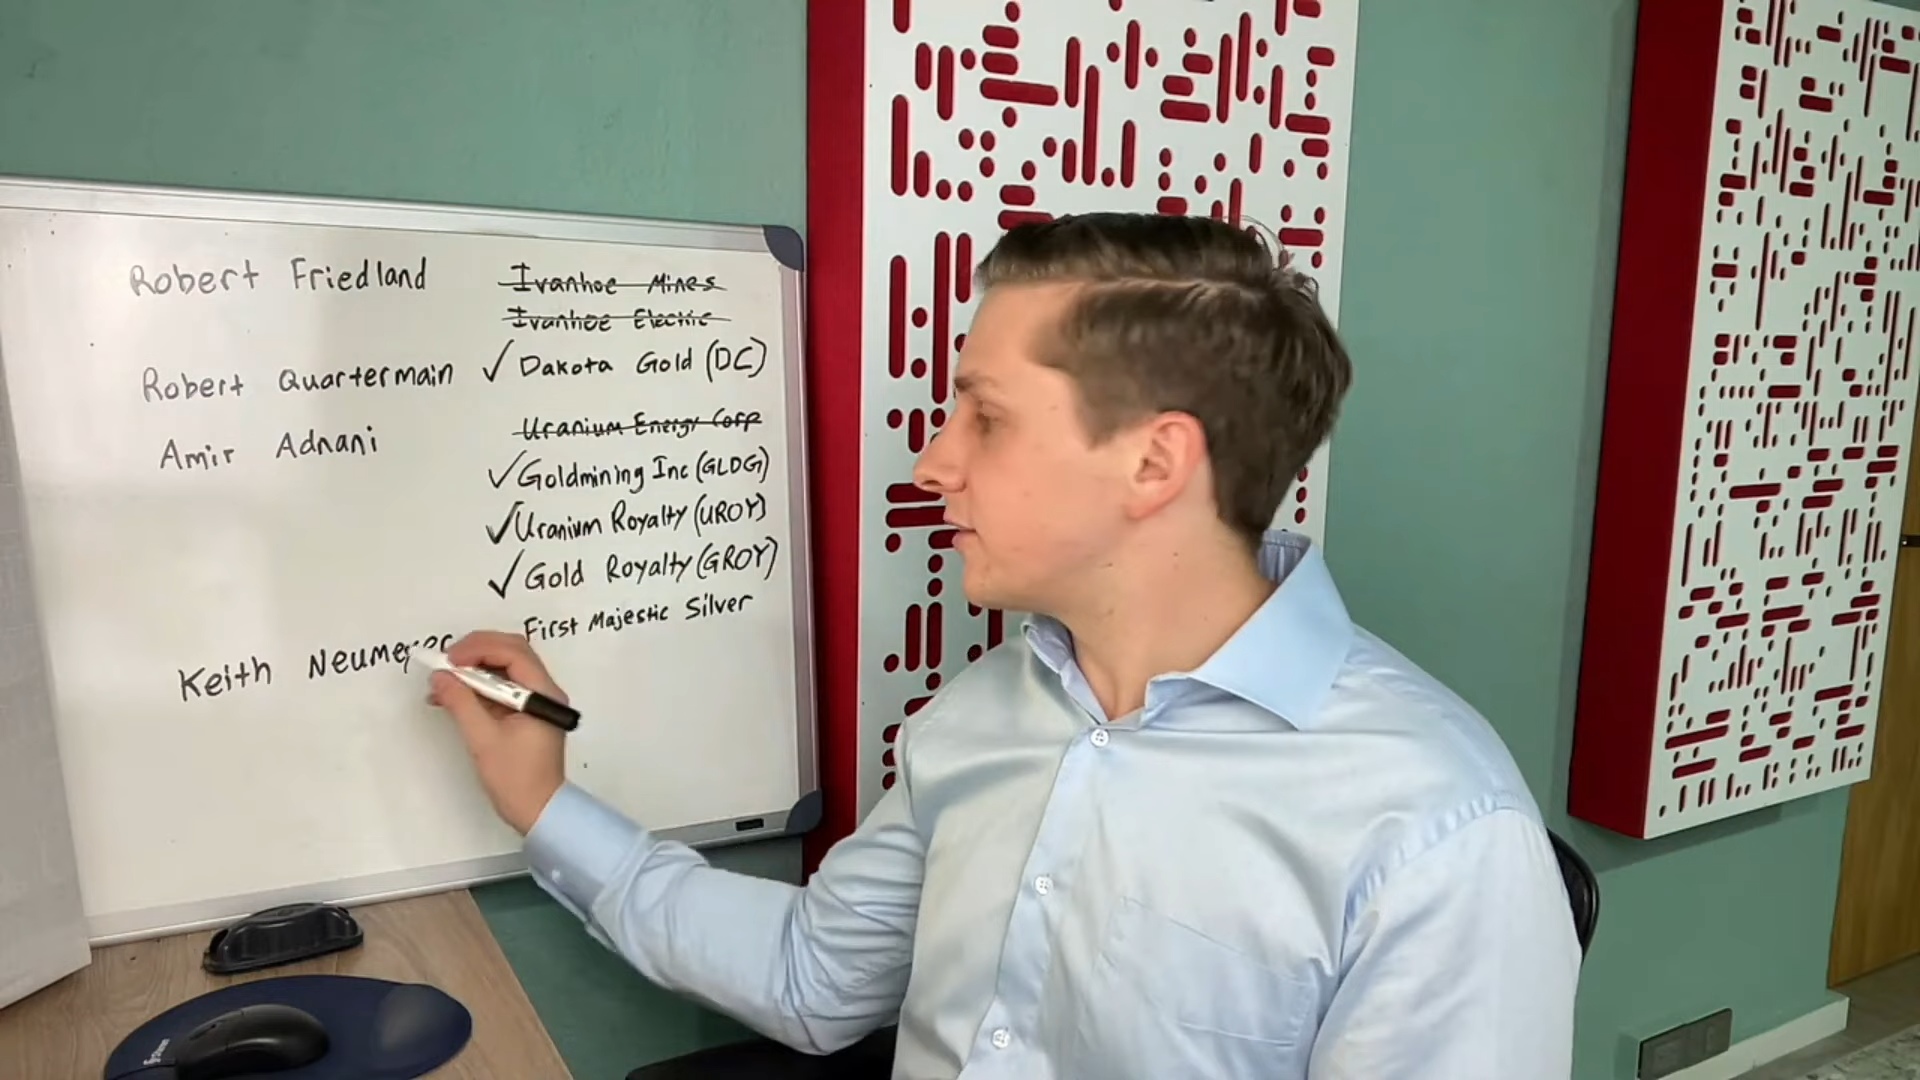 Robert Friedland Ivanhoe Mines
Ivanhoe Electric
Robert Quartermain ✓ Dakota Gold (DC)
Uranium Energy Corp
Amir Adnani
✓ Goldmining Inc (GLDG)
✓ Uranium Royalty (UROY)
✓ Gold Royalty (GROY)
First Majestic Silver
Keith